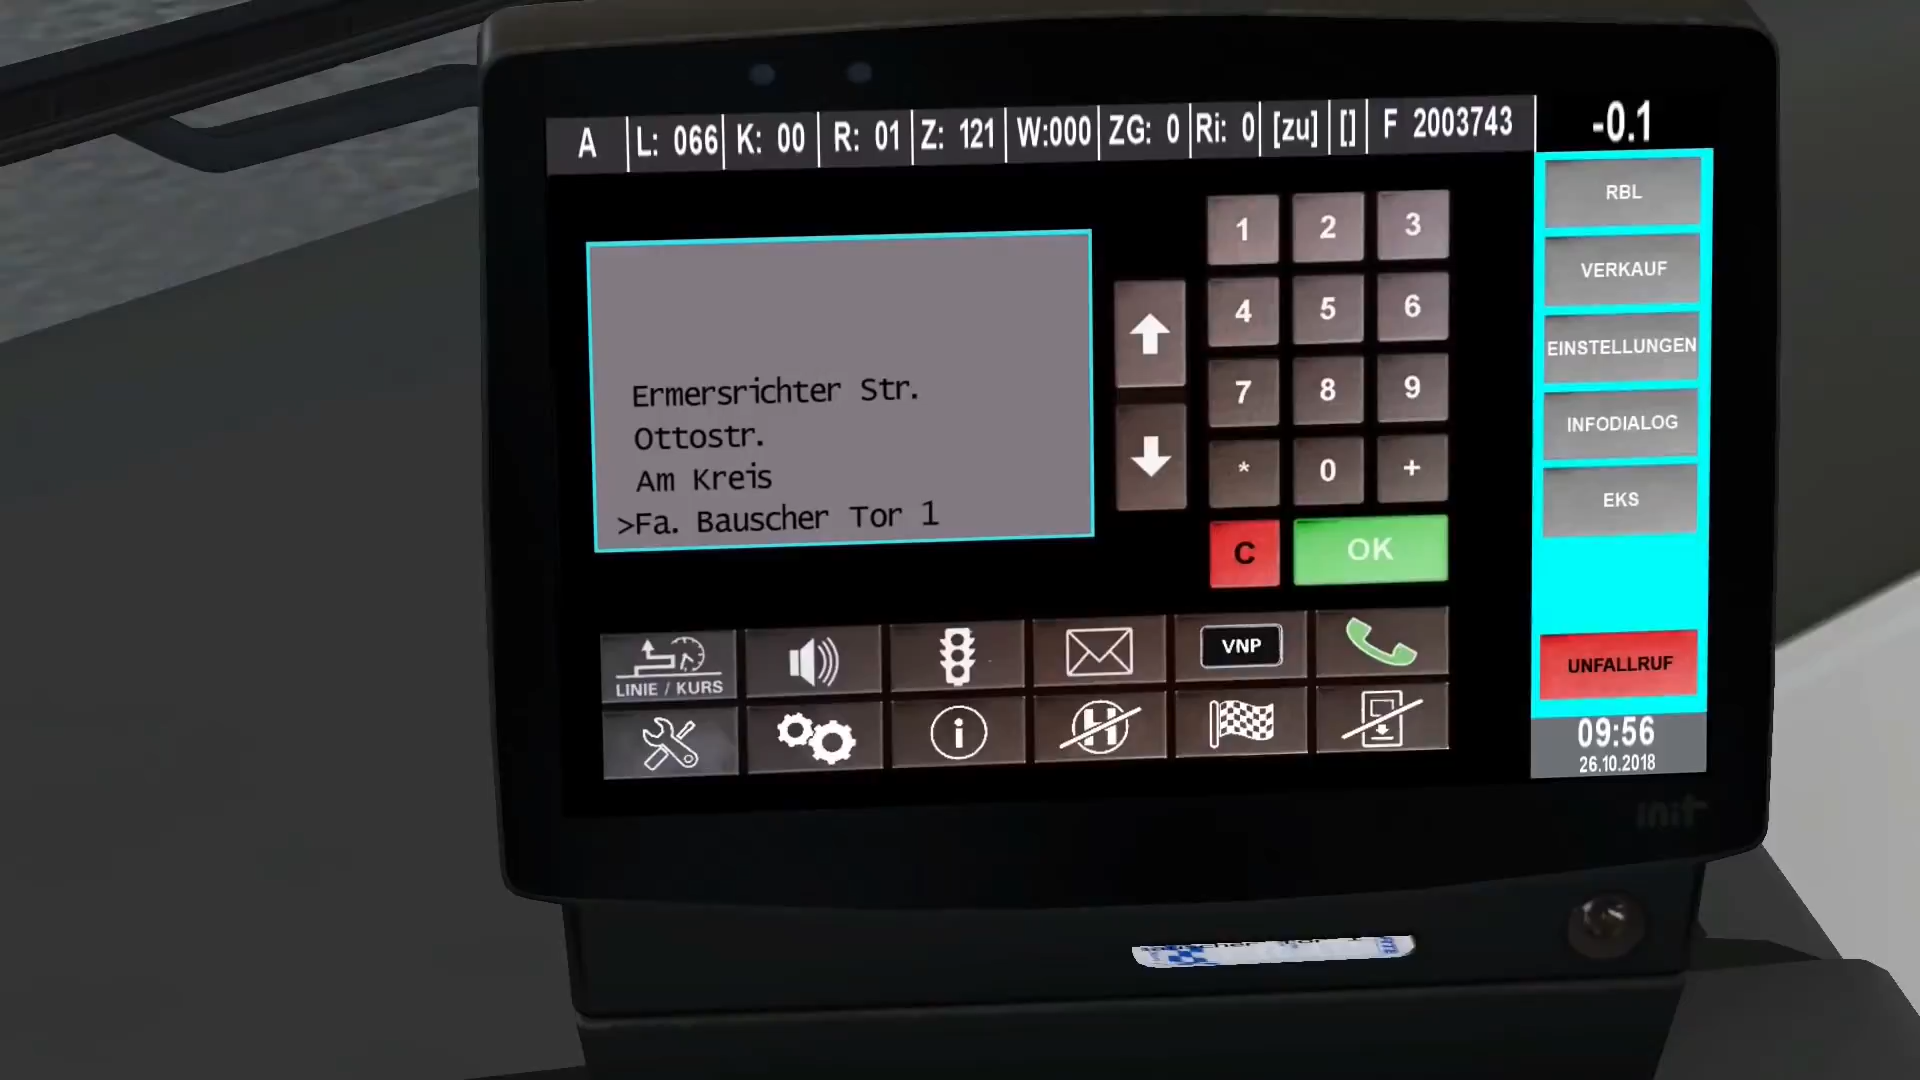 A L: 066 K: 00 R: 01 Z: 121 W:000 ZG: 0 Ri: 0 [zu] [] F 2003743
-0.1
RBL
VERKAUF
EINSTELLUNGEN
INFODIALOG
EKS
UNFALLRUF
09:56
26.10.2018
Ermersrichter Str.
Ottostr.
Am Kreis
>Fa. Bauscher Tor 1
1 2 3
4 5 6
7 8 9
* 0 +
C OK
LINIE / KURS
VNP
H
i
init